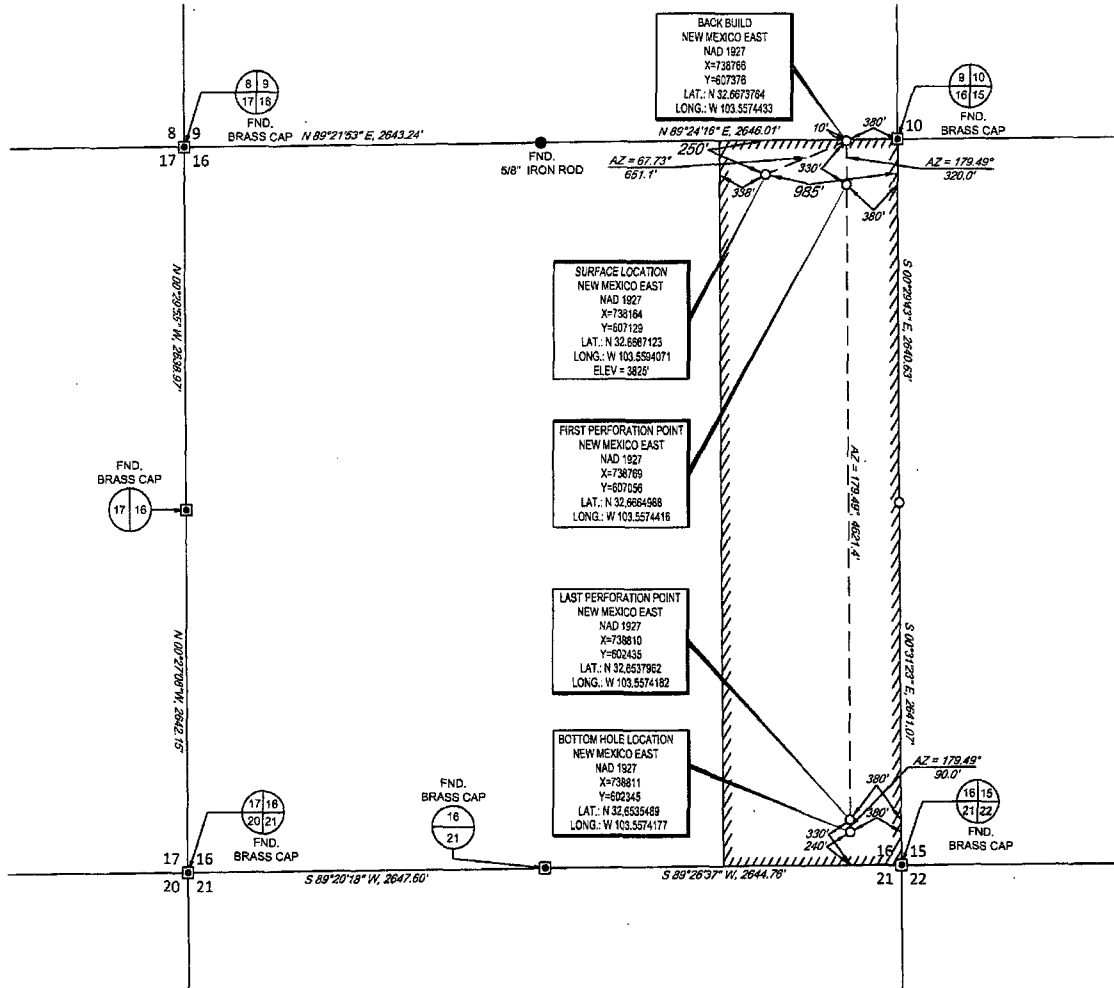 BACK BUILD
NEW MEXICO EAST
NAD 1927
X=738766
Y=607376
LAT.: N 32.6673764
LONG.: W 103.5574433
8 9
17 16
FND.
BRASS CAP
8 9
17 16
N 89°21'53" E, 2643.24'
FND.
5/8" IRON ROD
N 89°24'16" E, 2646.01'
10'
380'
9 10
16 15
FND.
BRASS CAP
10
250'
AZ = 67.73°
651.1'
330'
AZ = 179.49°
320.0'
338'
985'
380'
SURFACE LOCATION
NEW MEXICO EAST
NAD 1927
X=738164
Y=607129
LAT.: N 32.6667123
LONG.: W 103.5594071
ELEV = 3825'
N 00°29'55" W, 2638.97'
S 00°29'43" E, 2640.63'
FIRST PERFORATION POINT
NEW MEXICO EAST
NAD 1927
X=738769
Y=607056
LAT.: N 32.6664988
LONG.: W 103.5574416
FND.
BRASS CAP
17 16
AZ = 179.49°, 4621.4'
LAST PERFORATION POINT
NEW MEXICO EAST
NAD 1927
X=738810
Y=602435
LAT.: N 32.6537962
LONG.: W 103.5574182
N 00°27'08" W, 2642.15'
S 00°31'23" E, 2641.07'
BOTTOM HOLE LOCATION
NEW MEXICO EAST
NAD 1927
X=738811
Y=602345
LAT.: N 32.6535489
LONG.: W 103.5574177
AZ = 179.49°
90.0'
380'
380'
330'
240'
17 16
20 21
FND.
BRASS CAP
FND.
BRASS CAP
16
21
16 15
21 22
FND.
BRASS CAP
17 16
20 21
S 89°20'18" W, 2647.60'
S 89°26'37" W, 2644.76'
16 15
21 22